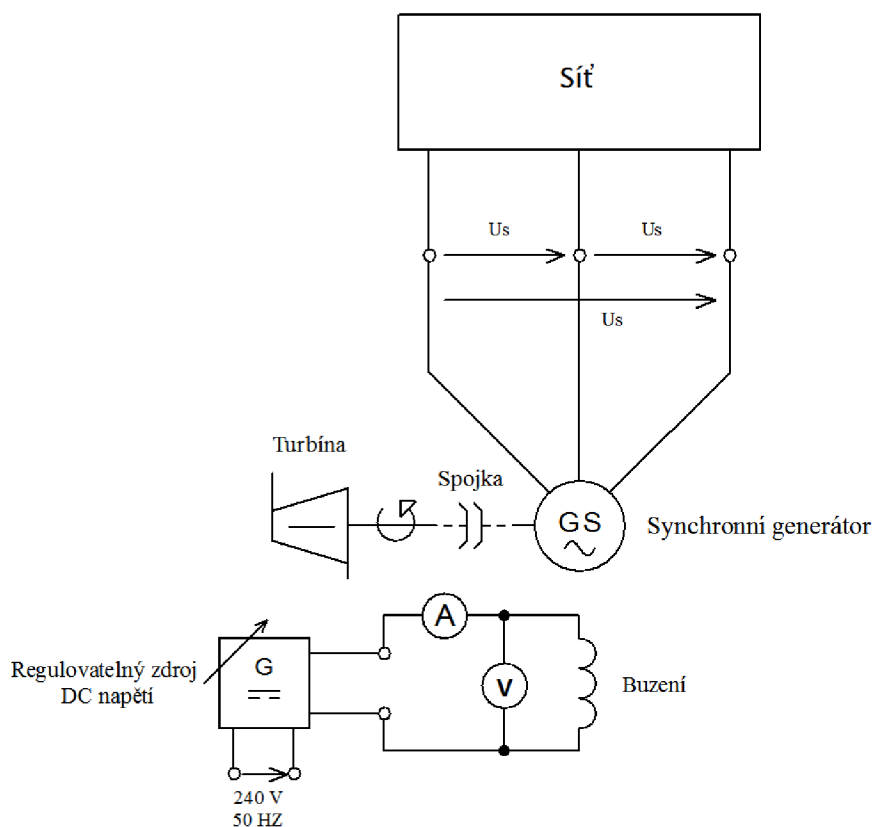 Síť
Us
Us
Us
Turbína
Spojka
GS
Synchronní generátor
A
Regulovatelný zdroj
DC napětí
G
V
Buzení
240 V
50 HZ